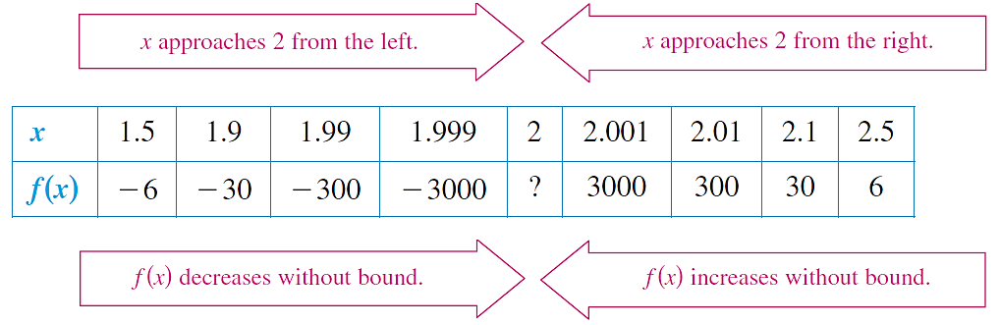 x approaches 2 from the left. x approaches 2 from the right.
x 1.5 1.9 1.99 1.999 2 2.001 2.01 2.1 2.5
f(x) −6 −30 −300 −3000 ? 3000 300 30 6
f(x) decreases without bound. f(x) increases without bound.